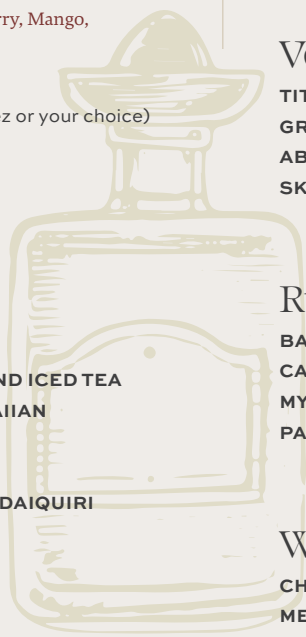 rry, Mango,
z or your choice)
ND ICED TEA
AIIAN
DAIQUIRI
V
TIT
GR
AB
SK
R
BA
CA
MY
PA
W
CH
ME